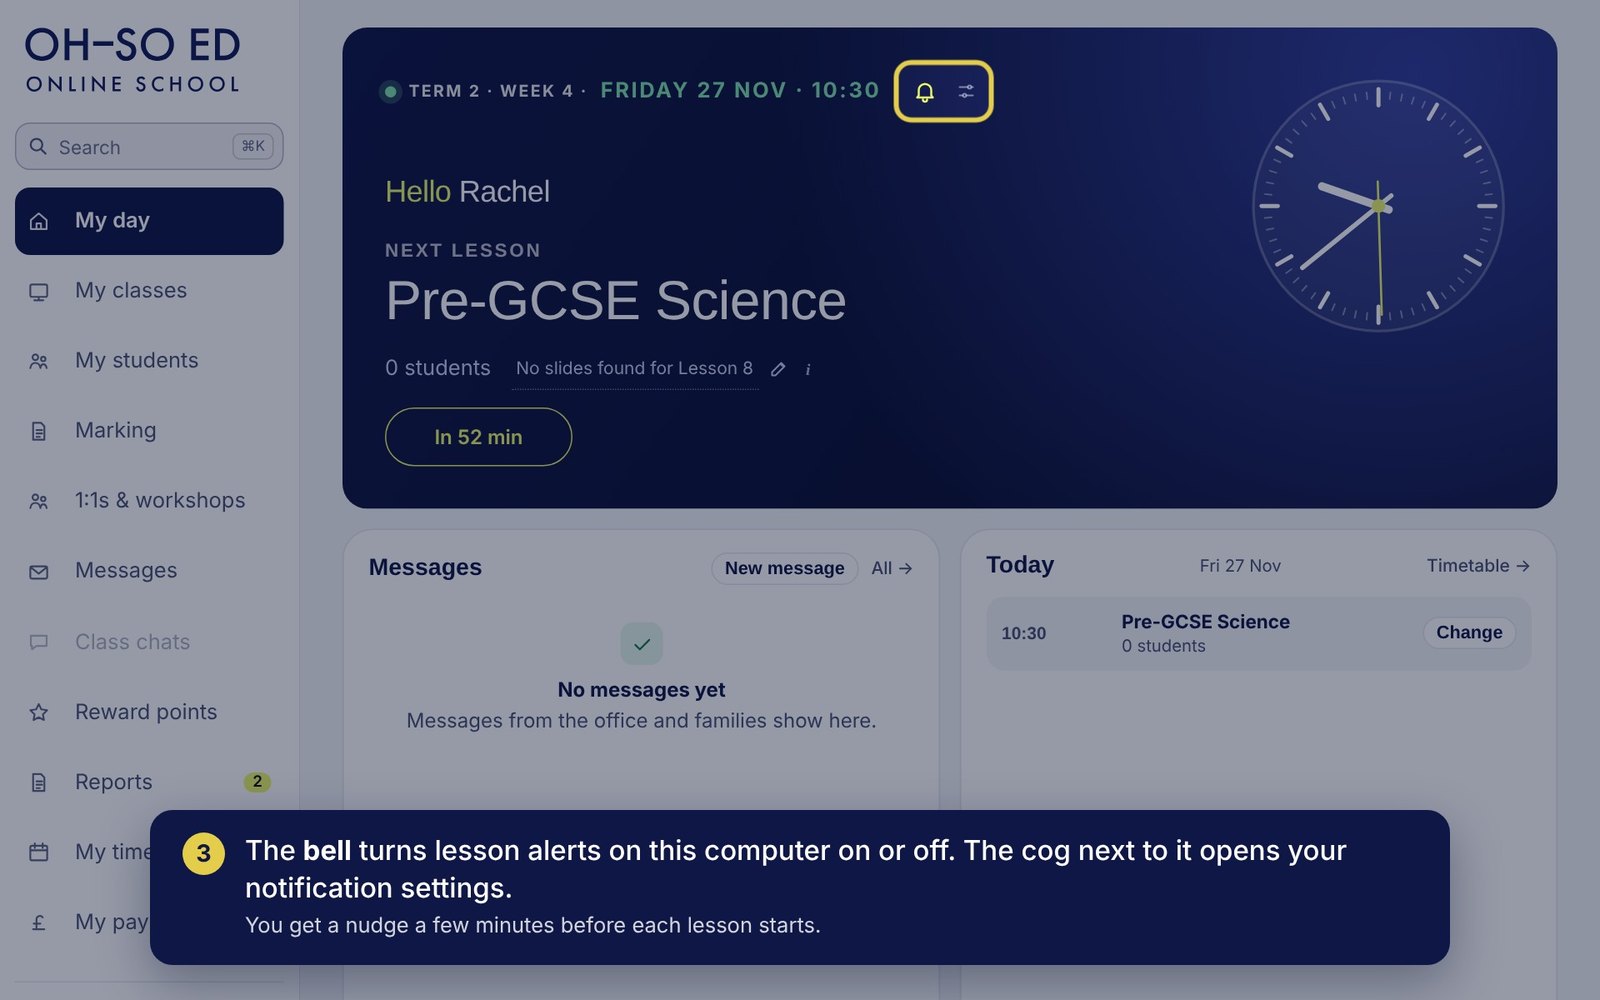 OH–SO ED
ONLINE SCHOOL
Search
⌘K
My day
My classes
My students
Marking
1:1s & workshops
Messages
Class chats
Reward points
Reports 2
My time
My pay
TERM 2 · WEEK 4 · FRIDAY 27 NOV · 10:30
Hello Rachel
NEXT LESSON
Pre-GCSE Science
0 students No slides found for Lesson 8 i
In 52 min
Messages New message All →
No messages yet
Messages from the office and families show here.
Today Fri 27 Nov Timetable →
10:30 Pre-GCSE Science Change
0 students
3 The bell turns lesson alerts on this computer on or off. The cog next to it opens your
notification settings.
You get a nudge a few minutes before each lesson starts.